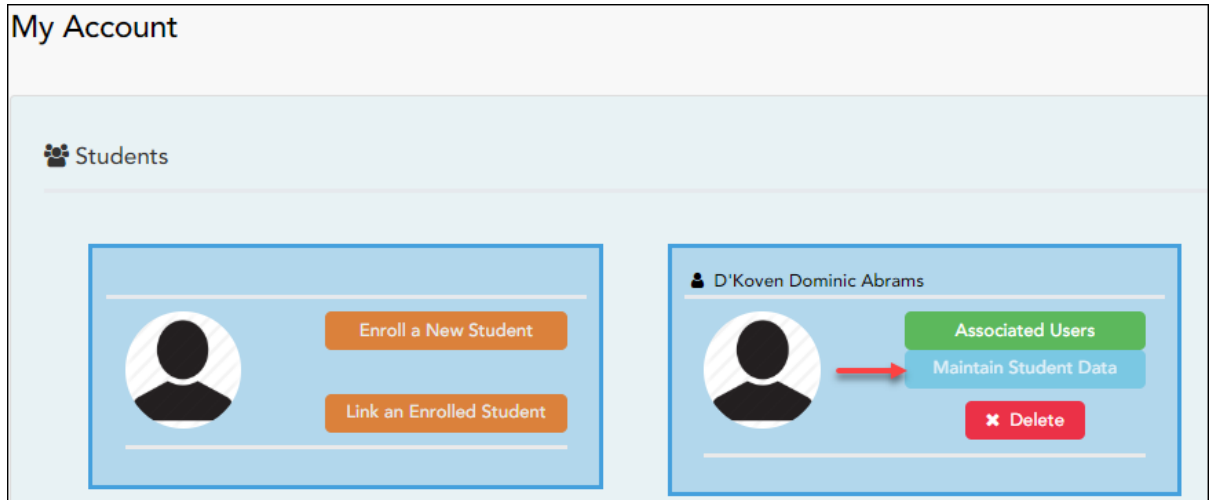 My Account
Students
Enroll a New Student
Link an Enrolled Student
D'Koven Dominic Abrams
Associated Users
Maintain Student Data
Delete